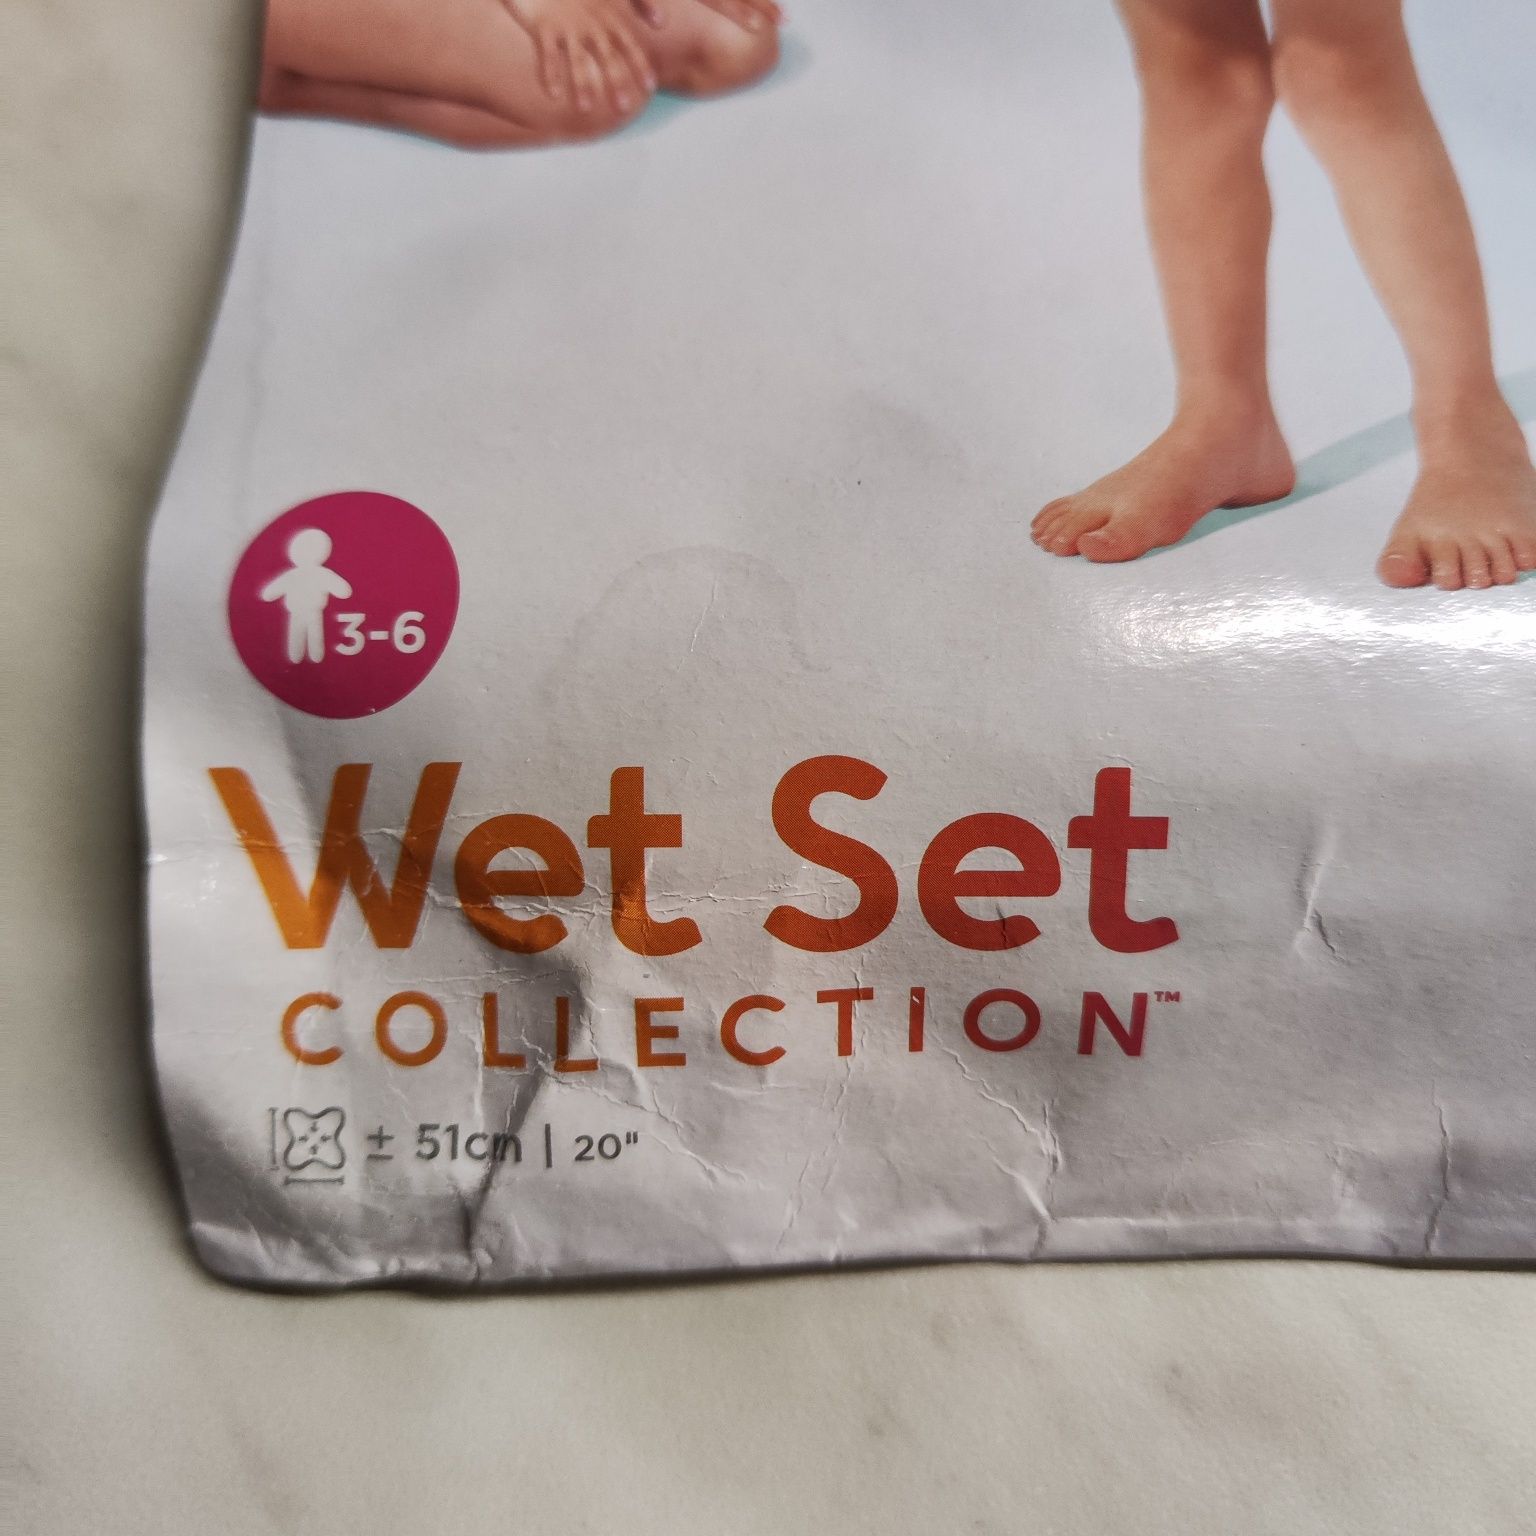 3-6
Wet Set
COLLECTION™
± 51cm | 20"